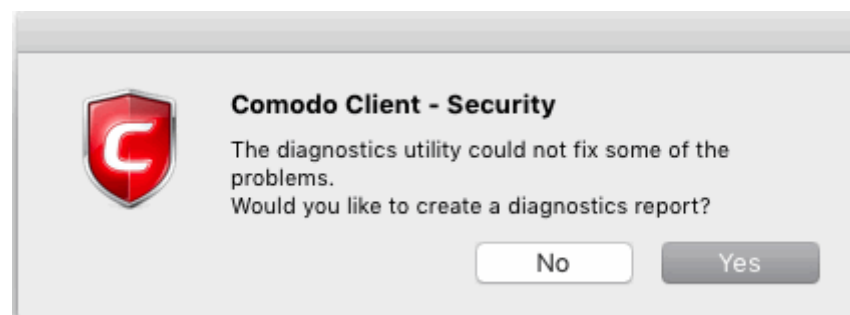 Comodo Client - Security
The diagnostics utility could not fix some of the
problems.
Would you like to create a diagnostics report?
No
Yes